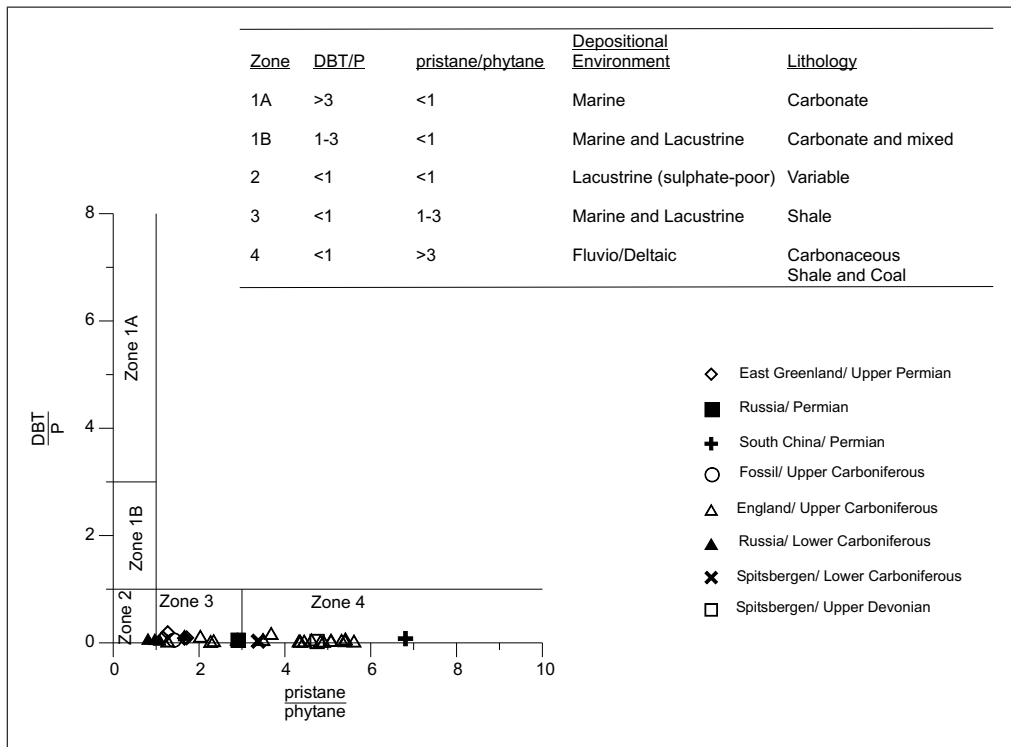 Depositional
Zone DBT/P pristane/phytane Environment Lithology
1A >3 <1 Marine Carbonate
1B 1-3 <1 Marine and Lacustrine Carbonate and mixed
2 <1 <1 Lacustrine (sulphate-poor) Variable
3 <1 1-3 Marine and Lacustrine Shale
4 <1 >3 Fluvio/Deltaic Carbonaceous
Shale and Coal
8
6
4
2
0
DBT
P
Zone 1A
Zone 1B
Zone 2
Zone 3
Zone 4
0 2 4 6 8 10
pristane
phytane
East Greenland/ Upper Permian
Russia/ Permian
South China/ Permian
Fossil/ Upper Carboniferous
England/ Upper Carboniferous
Russia/ Lower Carboniferous
Spitsbergen/ Lower Carboniferous
Spitsbergen/ Upper Devonian